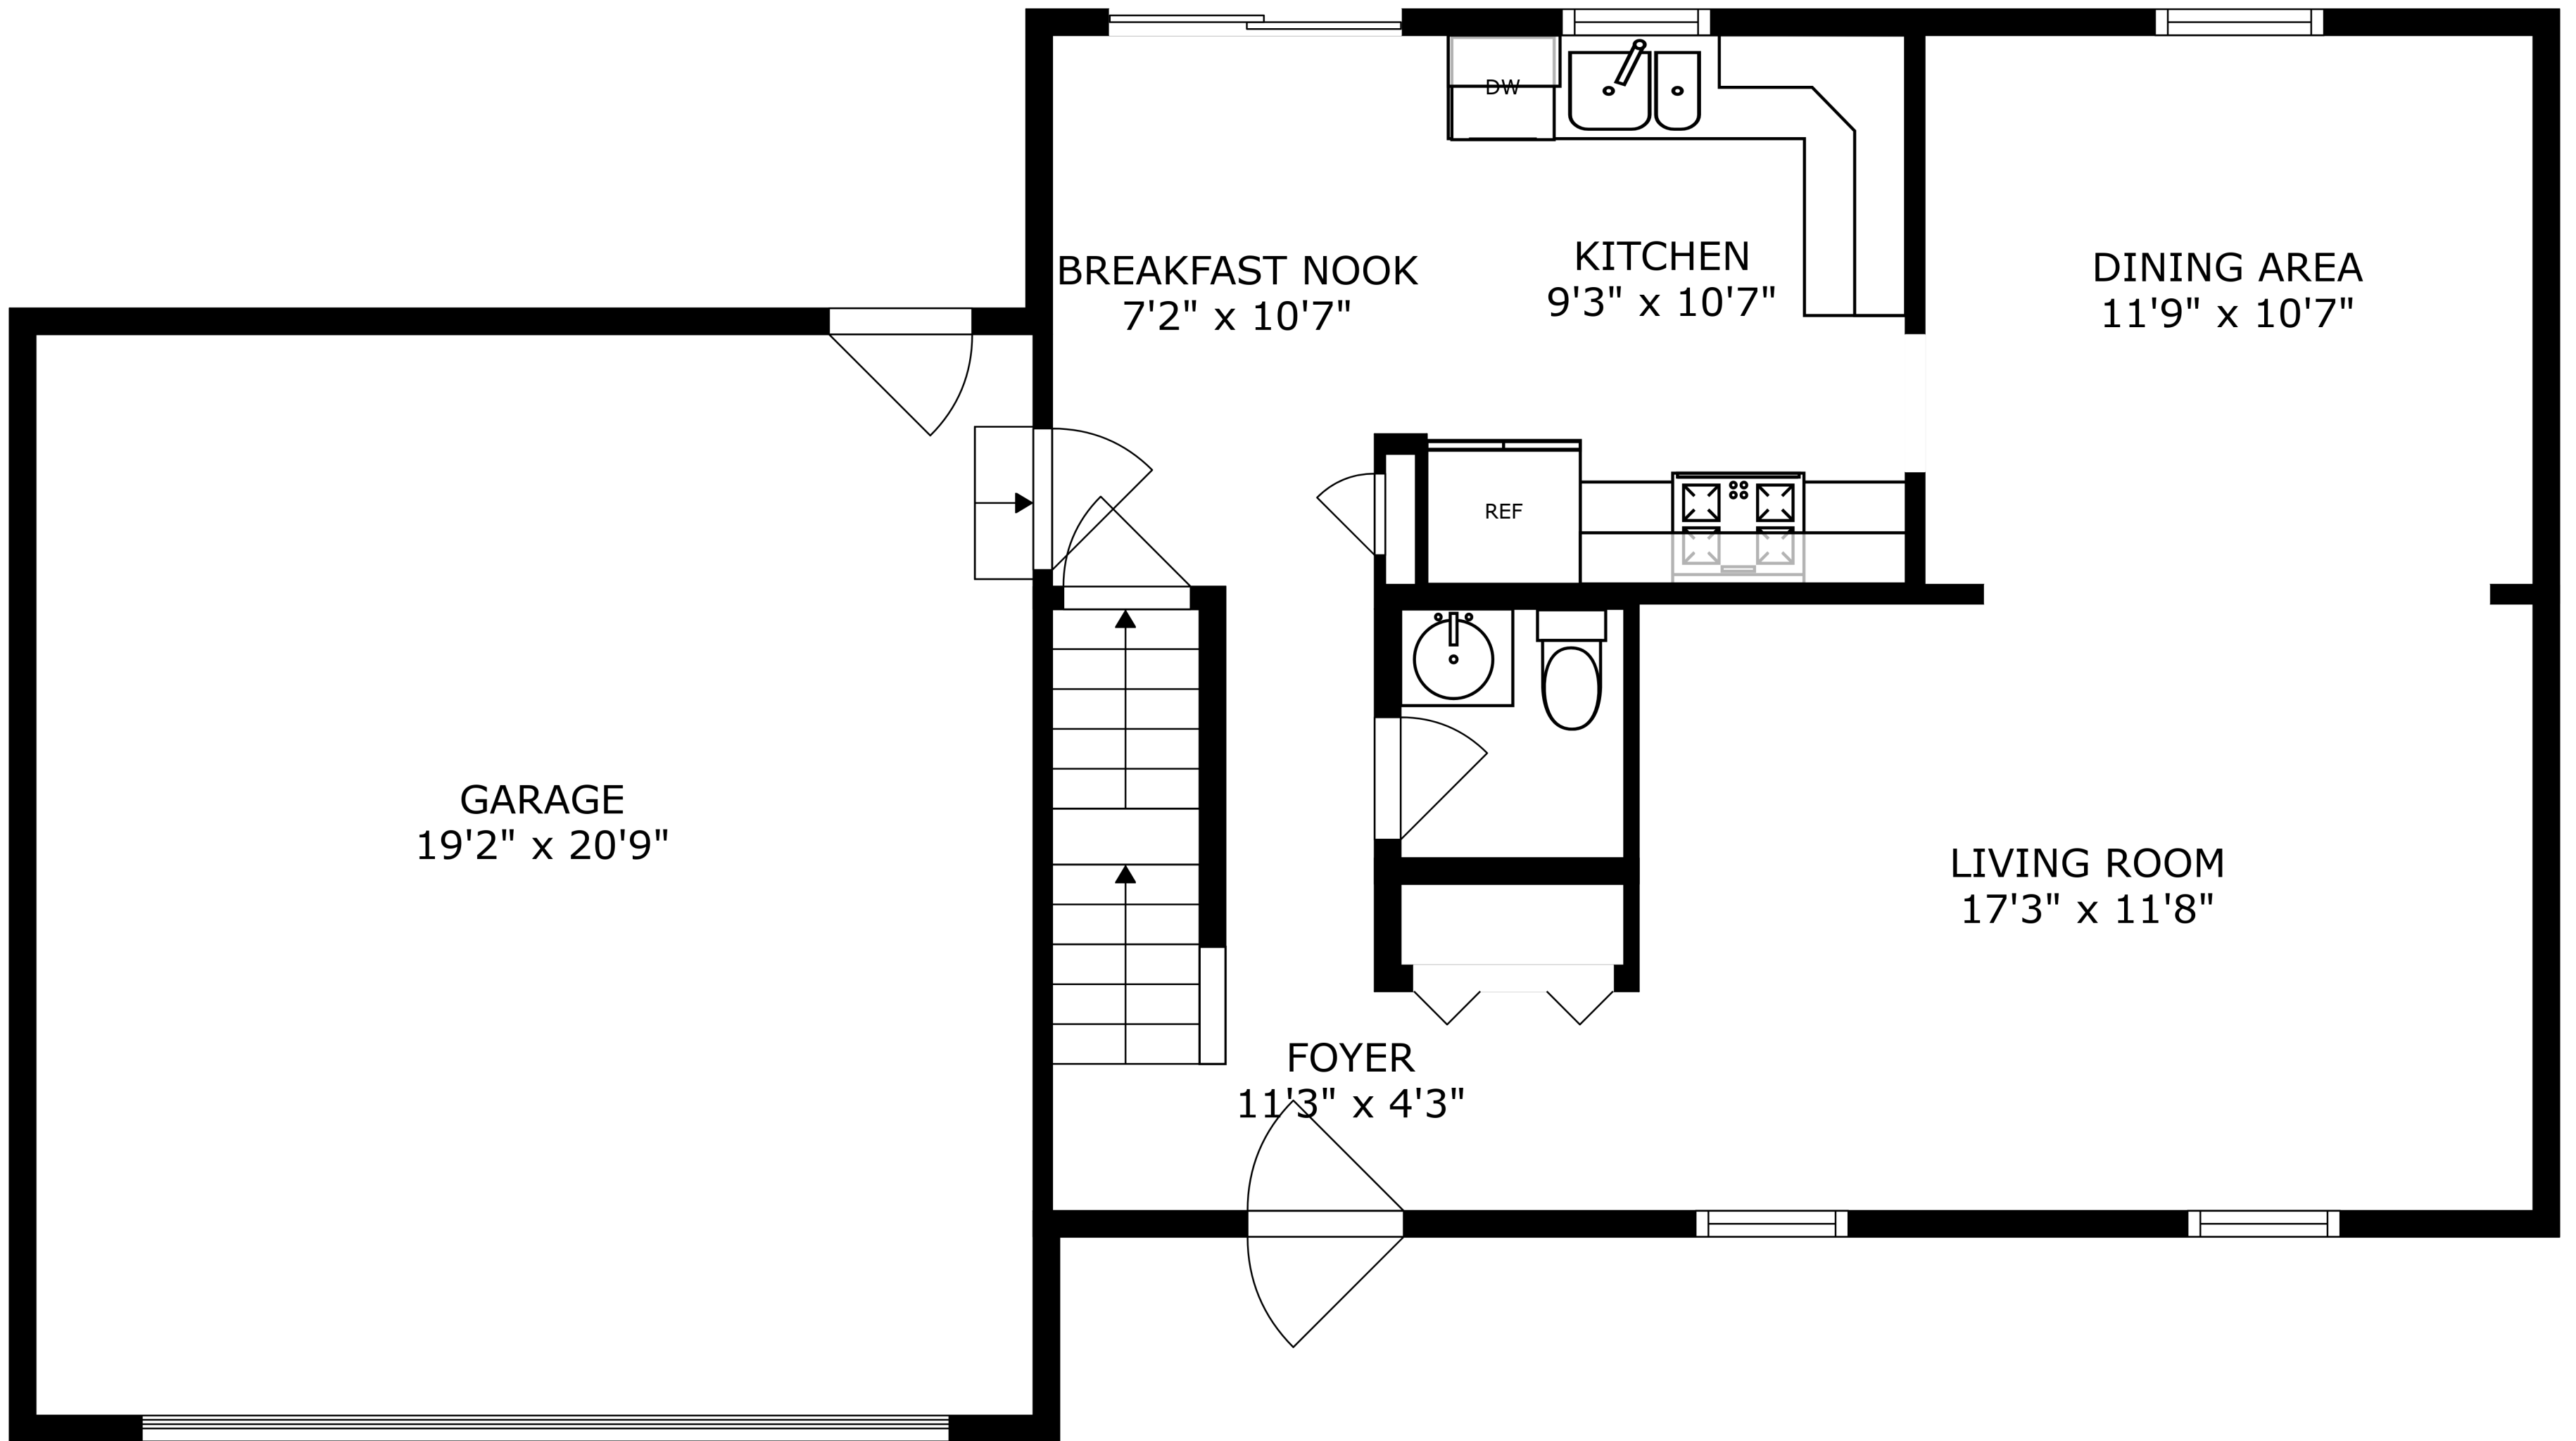 DW
BREAKFAST NOOK
7'2" x 10'7"
KITCHEN
9'3" x 10'7"
DINING AREA
11'9" x 10'7"
REF
GARAGE
19'2" x 20'9"
LIVING ROOM
17'3" x 11'8"
FOYER
11'3" x 4'3"